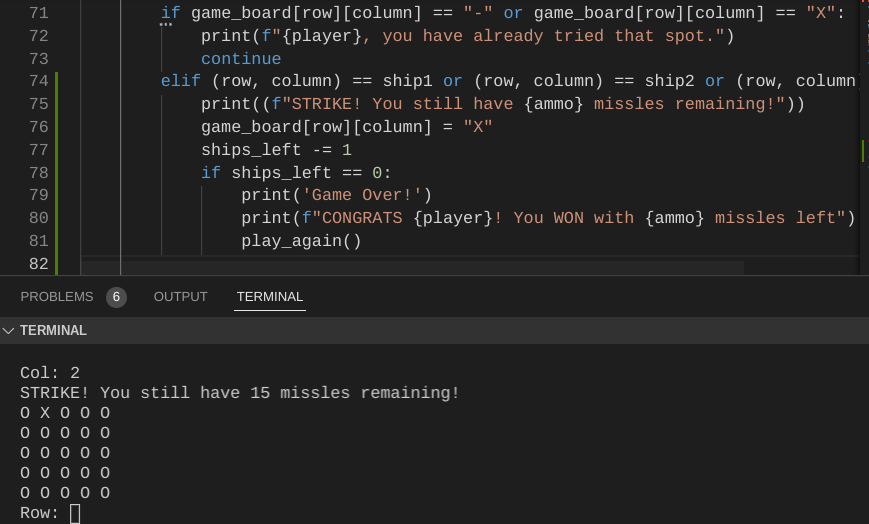 71 if game_board[row][column] == "-" or game_board[row][column] == "X":
72 print(f"{player}, you have already tried that spot.")
73 continue
74 elif (row, column) == ship1 or (row, column) == ship2 or (row, column
75 print((f"STRIKE! You still have {ammo} missles remaining!"))
76 game_board[row][column] = "X"
77 ships_left -= 1
78 if ships_left == 0:
79 print('Game Over!')
80 print(f"CONGRATS {player}! You WON with {ammo} missles left")
81 play_again()
82
PROBLEMS 6 OUTPUT TERMINAL
TERMINAL
Col: 2
STRIKE! You still have 15 missles remaining!
O X O O O
O O O O O
O O O O O
O O O O O
O O O O O
Row: